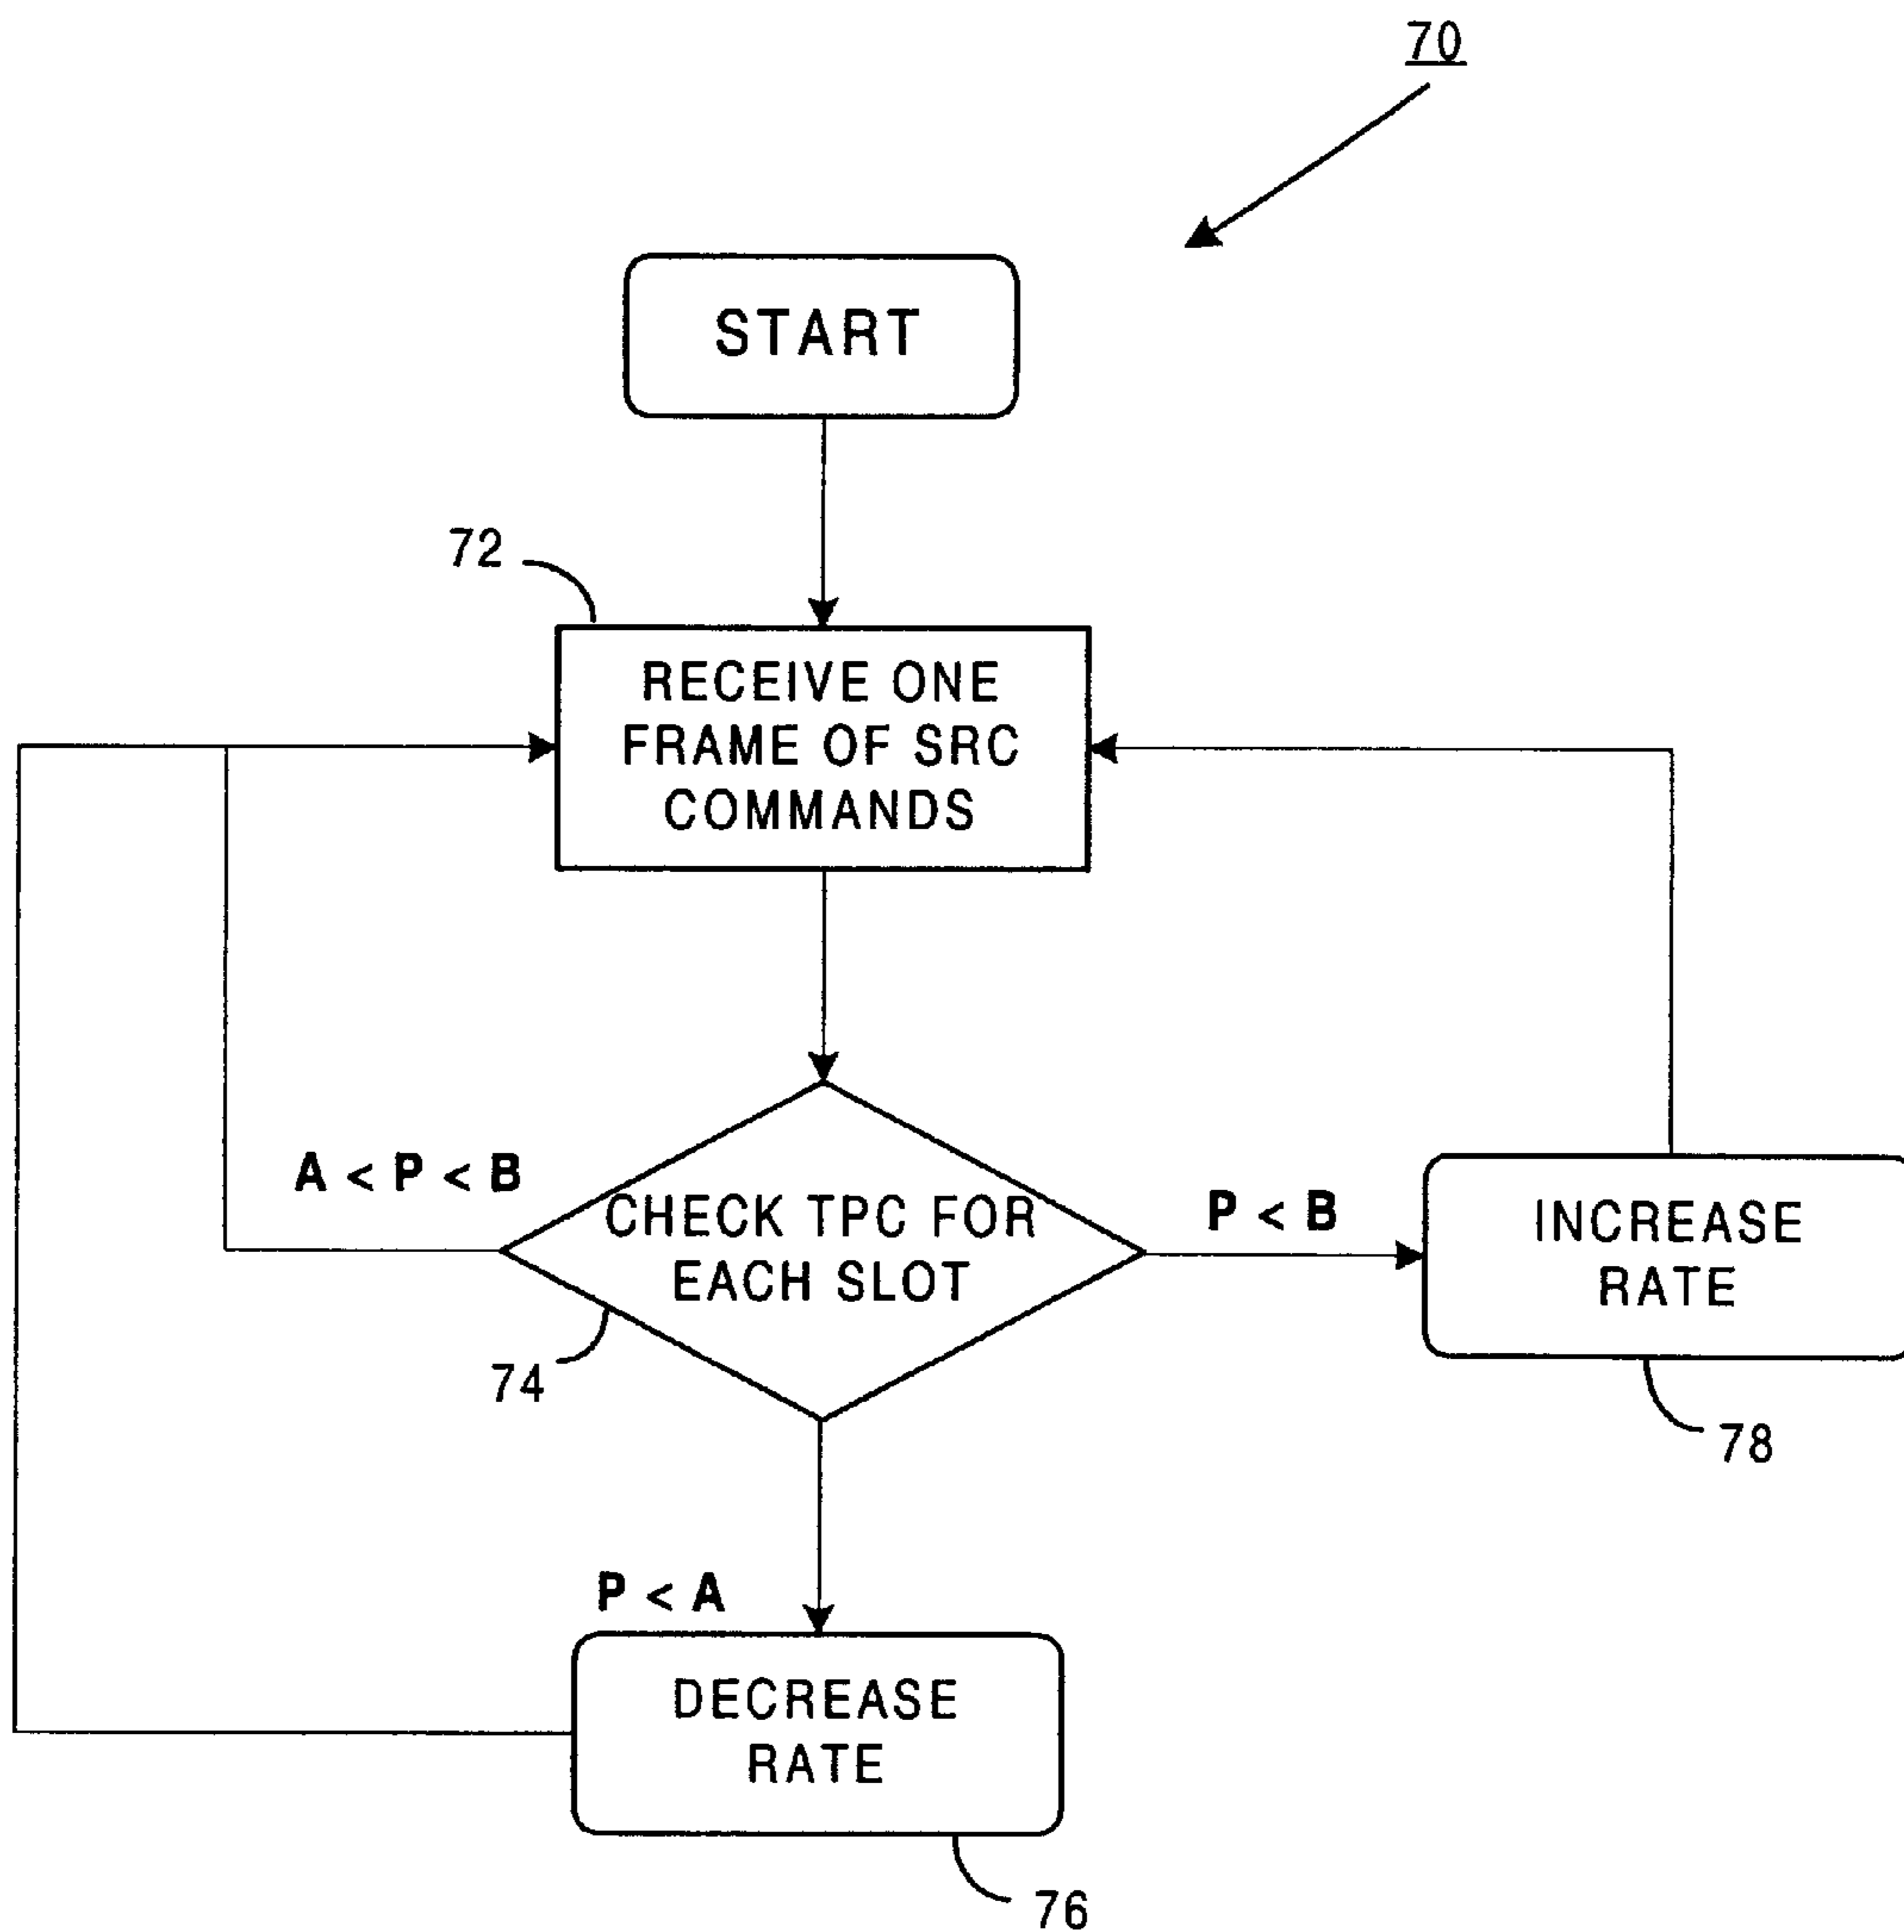 70
START
72
RECEIVE ONE
FRAME OF SRC
COMMANDS
A < P < B
CHECK TPC FOR
EACH SLOT
P < B
INCREASE
RATE
74
78
P < A
DECREASE
RATE
76